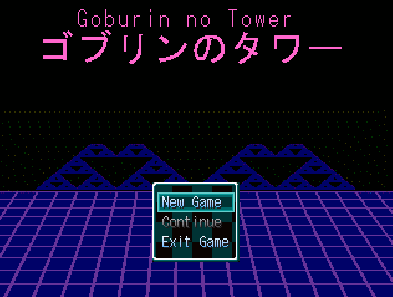 Goburin no Tower
ゴブリンのタワー
New Game
Continue
Exit Game